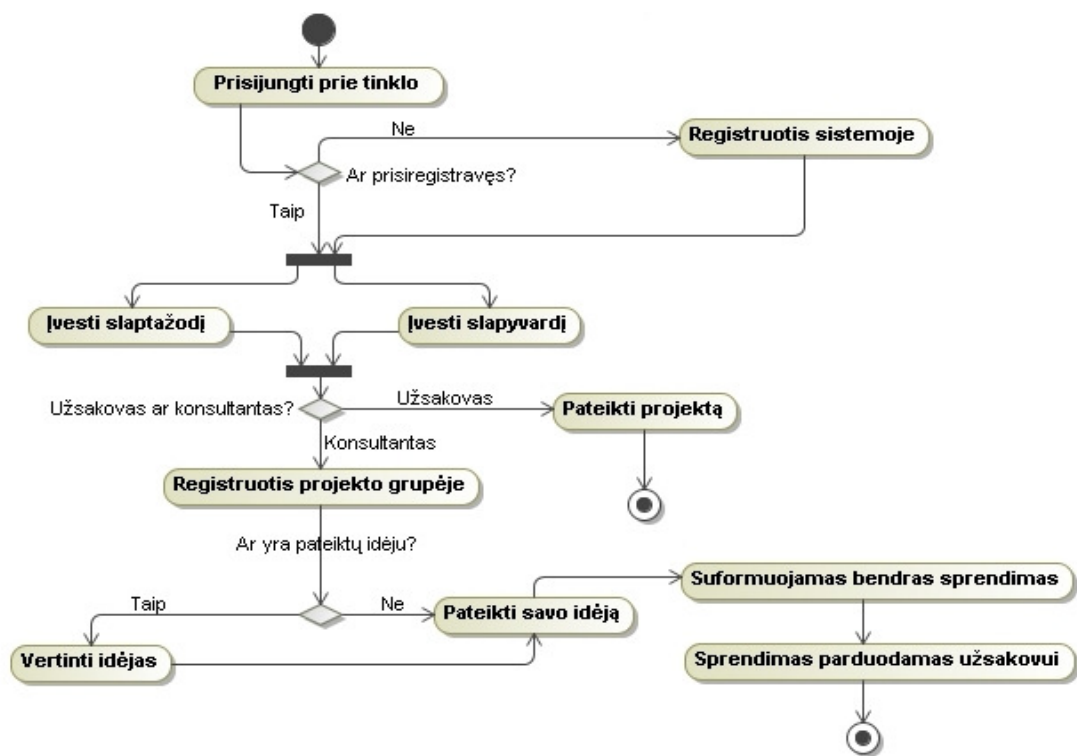 Prisijungti prie tinklo
Ne
Registruotis sistemoje
Ar prisiregistravęs?
Taip
Įvesti slaptažodį
Įvesti slapyvardį
Užsakovas ar konsultantas?
Užsakovas
Pateikti projektą
Konsultantas
Registruotis projekto grupėje
Ar yra pateiktų idėju?
Suformuojamas bendras sprendimas
Taip
Ne
Pateikti savo idėją
Vertinti idėjas
Sprendimas parduodamas užsakovui